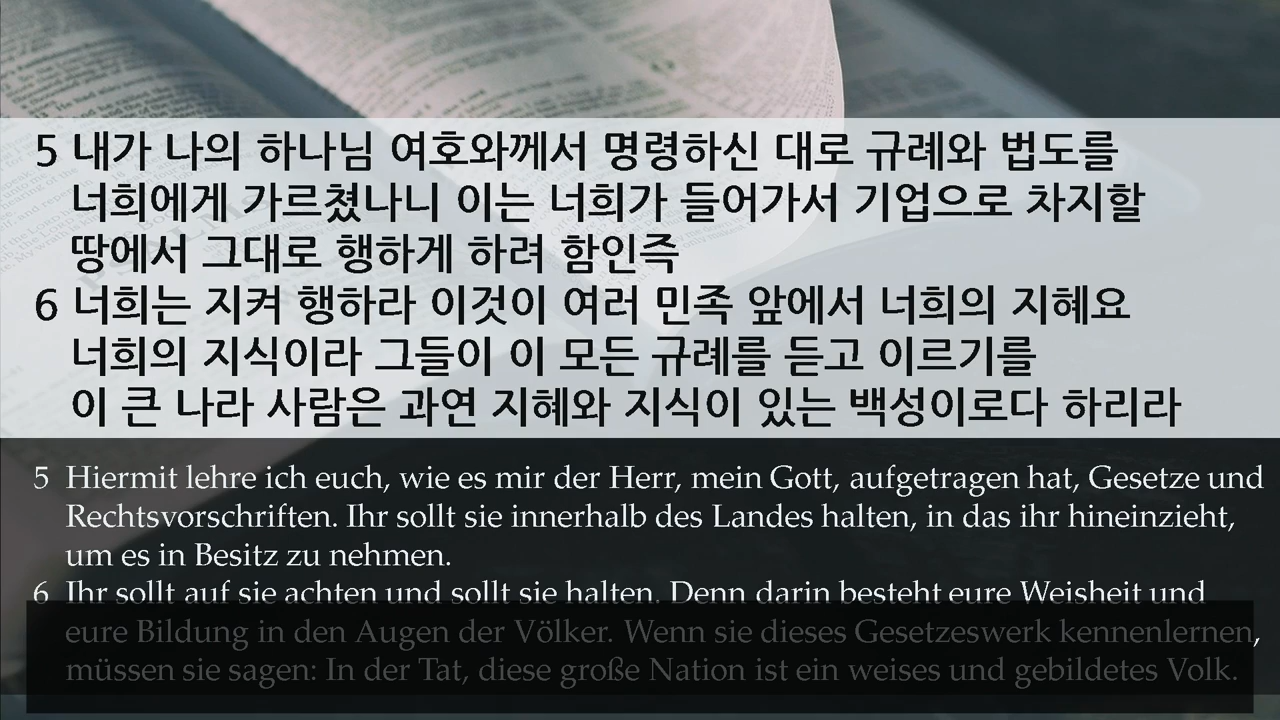 5 내가 나의 하나님 여호와께서 명령하신 대로 규례와 법도를
너희에게 가르쳤나니 이는 너희가 들어가서 기업으로 차지할
땅에서 그대로 행하게 하려 함인즉
6 너희는 지켜 행하라 이것이 여러 민족 앞에서 너희의 지혜요
너희의 지식이라 그들이 이 모든 규례를 듣고 이르기를
이 큰 나라 사람은 과연 지혜와 지식이 있는 백성이로다 하리라
5 Hiermit lehre ich euch, wie es mir der Herr, mein Gott, aufgetragen hat, Gesetze und
Rechtsvorschriften. Ihr sollt sie innerhalb des Landes halten, in das ihr hineinzieht,
um es in Besitz zu nehmen.
6 Ihr sollt auf sie achten und sollt sie halten. Denn darin besteht eure Weisheit und
eure Bildung in den Augen der Völker. Wenn sie dieses Gesetzeswerk kennenlernen,
müssen sie sagen: In der Tat, diese große Nation ist ein weises und gebildetes Volk.